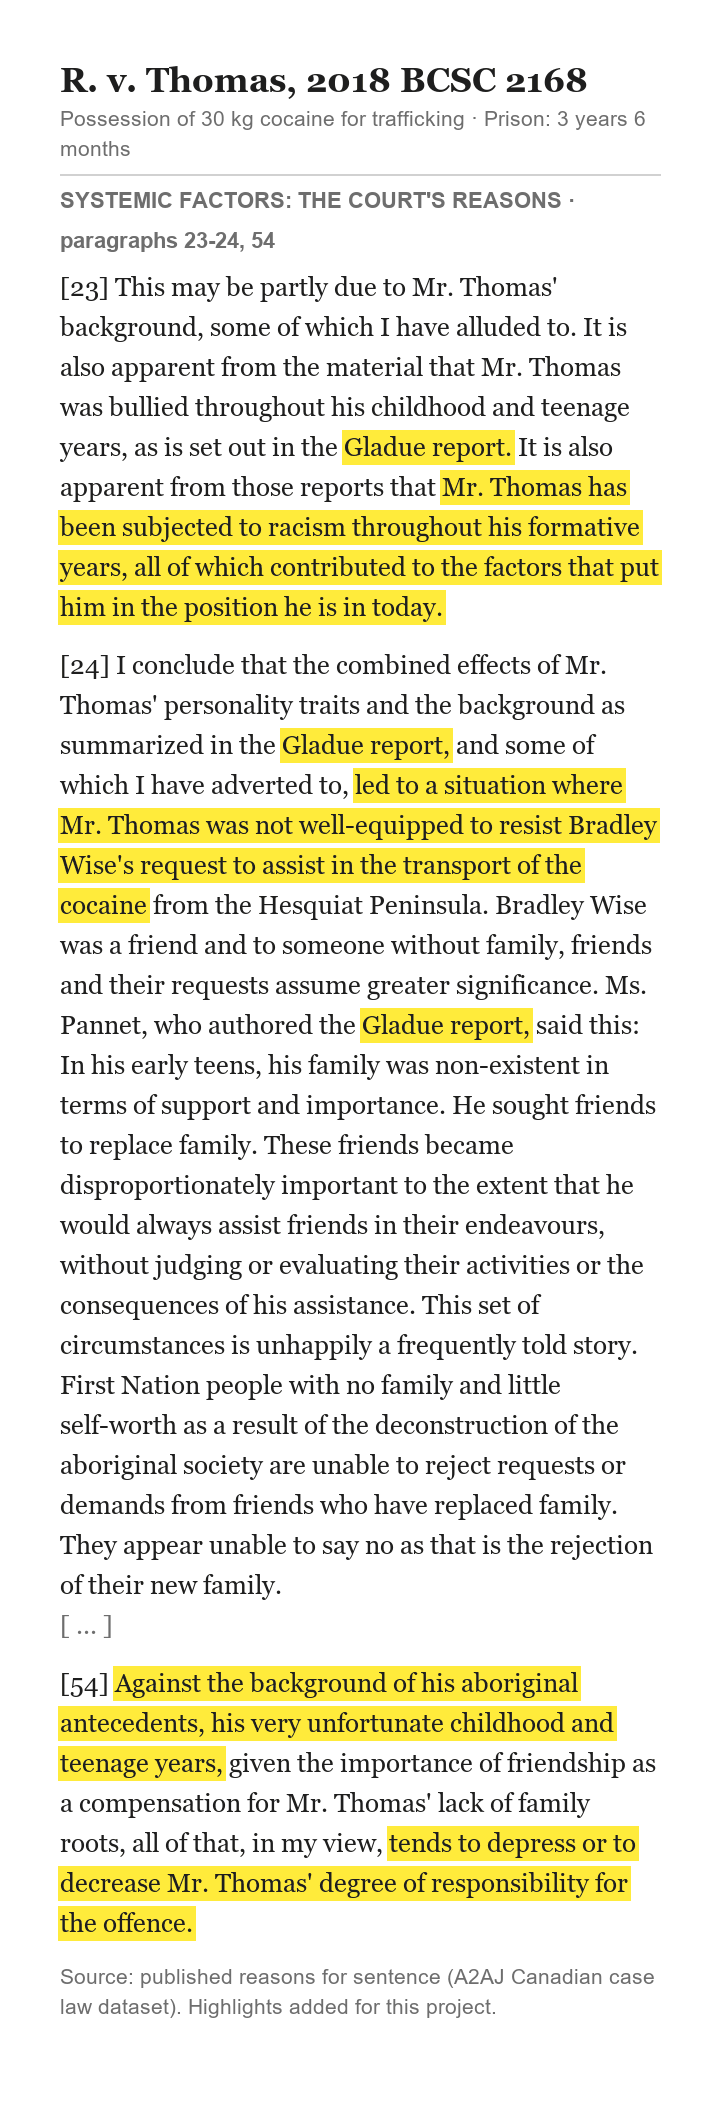 R. v. Thomas, 2018 BCSC 2168
Possession of 30 kg cocaine for trafficking · Prison: 3 years 6
months
SYSTEMIC FACTORS: THE COURT'S REASONS ·
paragraphs 23-24, 54
[23] This may be partly due to Mr. Thomas'
background, some of which I have alluded to. It is
also apparent from the material that Mr. Thomas
was bullied throughout his childhood and teenage
years, as is set out in the Gladue report. It is also
apparent from those reports that Mr. Thomas has
been subjected to racism throughout his formative
years, all of which contributed to the factors that put
him in the position he is in today.
[24] I conclude that the combined effects of Mr.
Thomas' personality traits and the background as
summarized in the Gladue report, and some of
which I have adverted to, led to a situation where
Mr. Thomas was not well-equipped to resist Bradley
Wise's request to assist in the transport of the
cocaine from the Hesquiat Peninsula. Bradley Wise
was a friend and to someone without family, friends
and their requests assume greater significance. Ms.
Pannet, who authored the Gladue report, said this:
In his early teens, his family was non-existent in
terms of support and importance. He sought friends
to replace family. These friends became
disproportionately important to the extent that he
would always assist friends in their endeavours,
without judging or evaluating their activities or the
consequences of his assistance. This set of
circumstances is unhappily a frequently told story.
First Nation people with no family and little
self-worth as a result of the deconstruction of the
aboriginal society are unable to reject requests or
demands from friends who have replaced family.
They appear unable to say no as that is the rejection
of their new family.
[ ... ]
[54] Against the background of his aboriginal
antecedents, his very unfortunate childhood and
teenage years, given the importance of friendship as
a compensation for Mr. Thomas' lack of family
roots, all of that, in my view, tends to depress or to
decrease Mr. Thomas' degree of responsibility for
the offence.
Source: published reasons for sentence (A2AJ Canadian case
law dataset). Highlights added for this project.